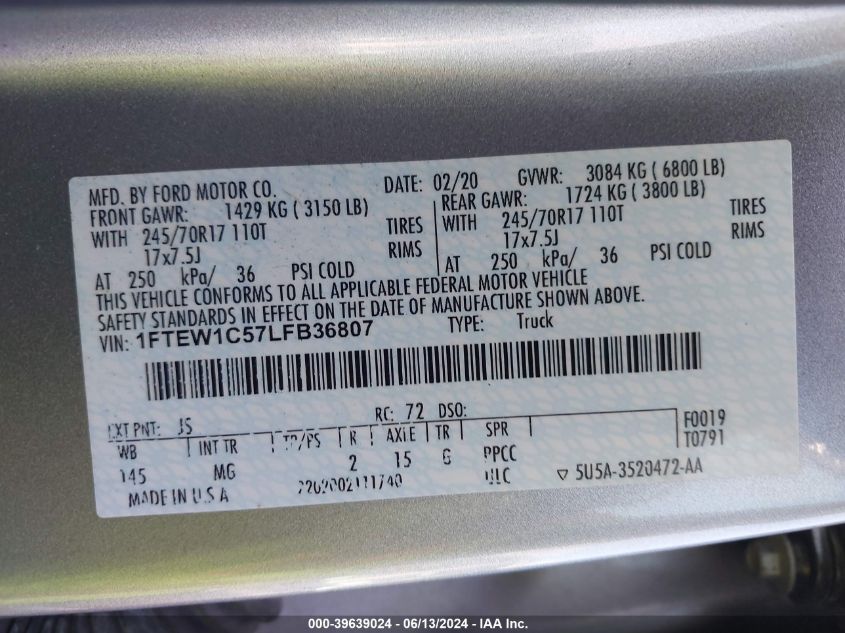 MFD. BY FORD MOTOR CO. DATE: 02/20 GVWR: 3084 KG ( 6800 LB)
FRONT GAWR: 1429 KG ( 3150 LB) REAR GAWR: 1724 KG ( 3800 LB)
WITH 245/70R17 110T TIRES WITH 245/70R17 110T TIRES
17x7.5J RIMS 17x7.5J RIMS
AT 250 kPa/ 36 PSI COLD AT 250 kPa/ 36 PSI COLD
THIS VEHICLE CONFORMS TO ALL APPLICABLE FEDERAL MOTOR VEHICLE
SAFETY STANDARDS IN EFFECT ON THE DATE OF MANUFACTURE SHOWN ABOVE.
VIN: 1FTEW1C57LFB36807 TYPE: Truck
EXT PNT: JS RC: 72 DSO: F0019
WB INT TR TP/PS R AXLE TR SPR T0791
145 MG 2 15 G PPCC
MADE IN U S A ULC ▽ 5U5A-3520472-AA
000-39639024 - 06/13/2024 - IAA Inc.